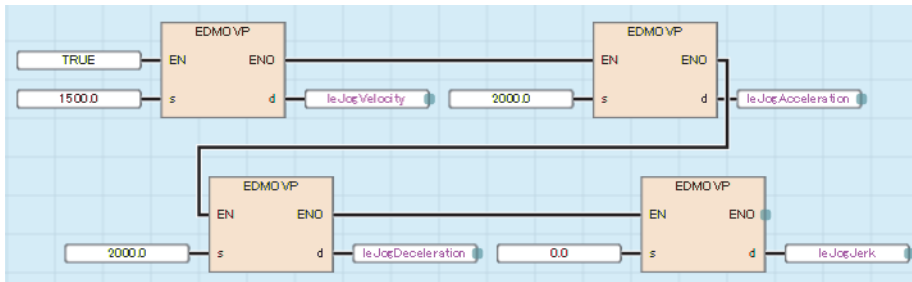 EDMOVP EDMOVP
TRUE EN ENO EN ENO
1500.0 s d leJogVelocity 2000.0 s d leJogAcceleration
EDMOVP EDMOVP
EN ENO EN ENO
2000.0 s d leJogDeceleration 0.0 s d leJogJerk